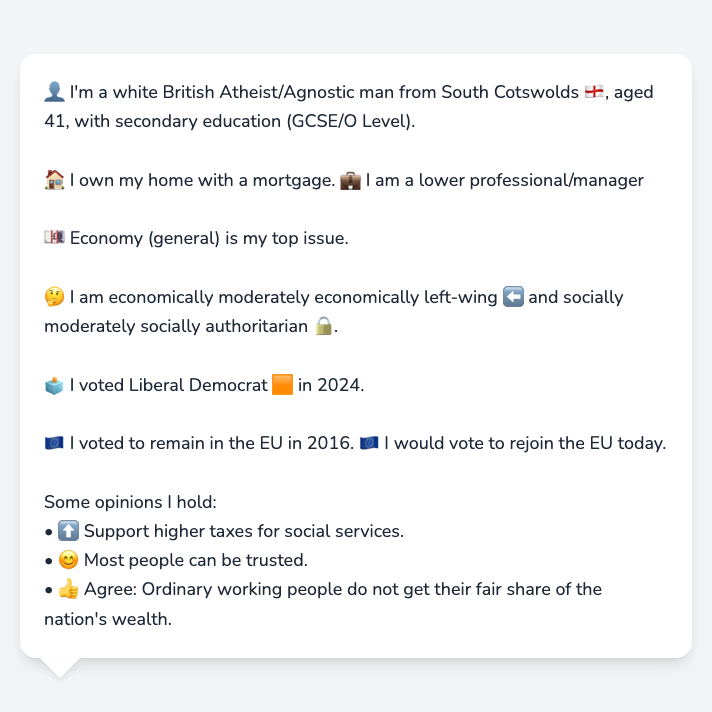 👤 I'm a white British Atheist/Agnostic man from South Cotswolds 🏴󠁧󠁢󠁥󠁮󠁧󠁿, aged
41, with secondary education (GCSE/O Level).
🏠 I own my home with a mortgage. 💼 I am a lower professional/manager
💷 Economy (general) is my top issue.
🤔 I am economically moderately economically left-wing ⬅️ and socially
moderately socially authoritarian 🔒.
🗳️ I voted Liberal Democrat 🟧 in 2024.
🇪🇺 I voted to remain in the EU in 2016. 🇪🇺 I would vote to rejoin the EU today.
Some opinions I hold:
• ⬆️ Support higher taxes for social services.
• 😊 Most people can be trusted.
• 👍 Agree: Ordinary working people do not get their fair share of the
nation's wealth.